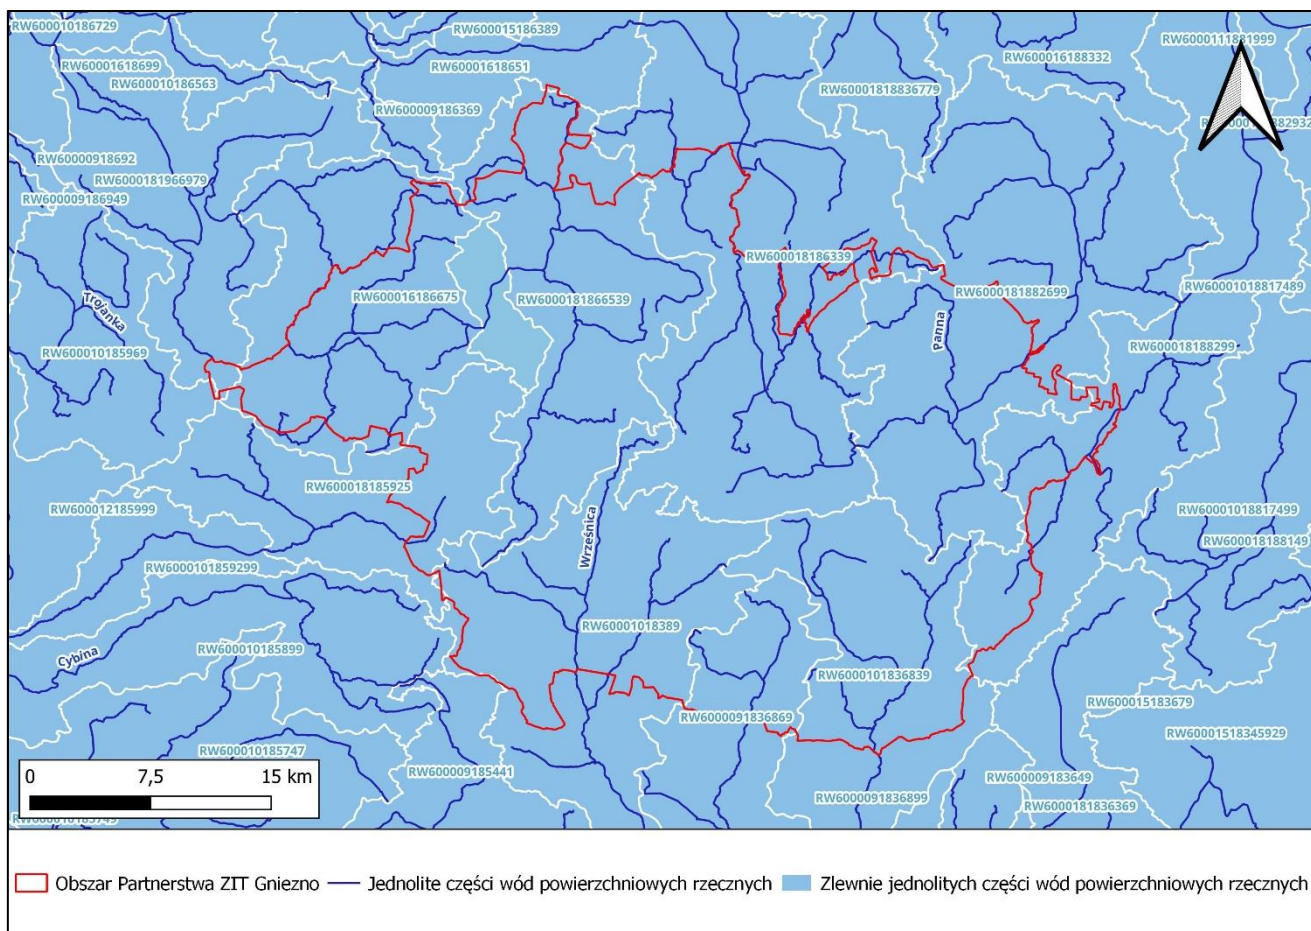 RW600010186729
RW600015186389
RW6000111881999
RW60001618699
RW60001618651
RW600016188332
RW600010186563
RW60001818836779
RW600009186369
RW60000918692
RW6000181966979
RW600009186949
RW600018186339
RW60001816866539
RW600016186675
RW6000181882699
RW60001018817489
Trojanka
Panna
RW600010185969
RW600018188299
RW600018185925
RW600012185999
Wrześnica
RW60001018817499
RW600018188149
RW6000101859299
RW60001018389
RW600010185899
Cybina
RW6000101836839
RW600015183679
RW6000091836869
RW60001518345929
RW600010185747
RW600009185441
RW600009183649
RW6000091836899
RW6000181836369
0 7,5 15 km
Obszar Partnerstwa ZIT Gniezno
Jednolite części wód powierzchniowych rzecznych
Zlewnie jednolitych części wód powierzchniowych rzecznych